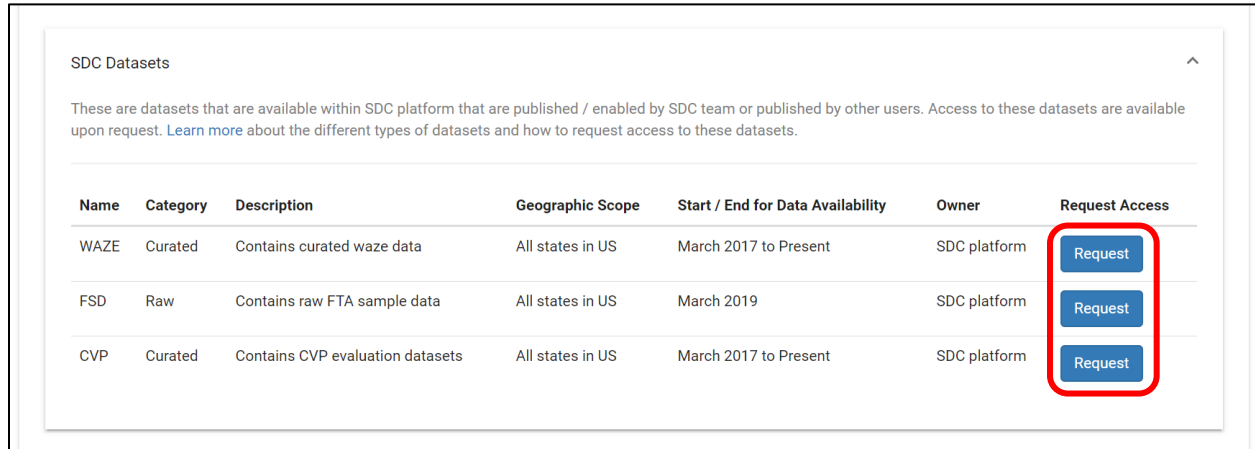 SDC Datasets
These are datasets that are available within SDC platform that are published / enabled by SDC team or published by other users. Access to these datasets are available
upon request. Learn more about the different types of datasets and how to request access to these datasets.
Name Category Description Geographic Scope Start / End for Data Availability Owner Request Access
WAZE Curated Contains curated waze data All states in US March 2017 to Present SDC platform Request
FSD Raw Contains raw FTA sample data All states in US March 2019 SDC platform Request
CVP Curated Contains CVP evaluation datasets All states in US March 2017 to Present SDC platform Request